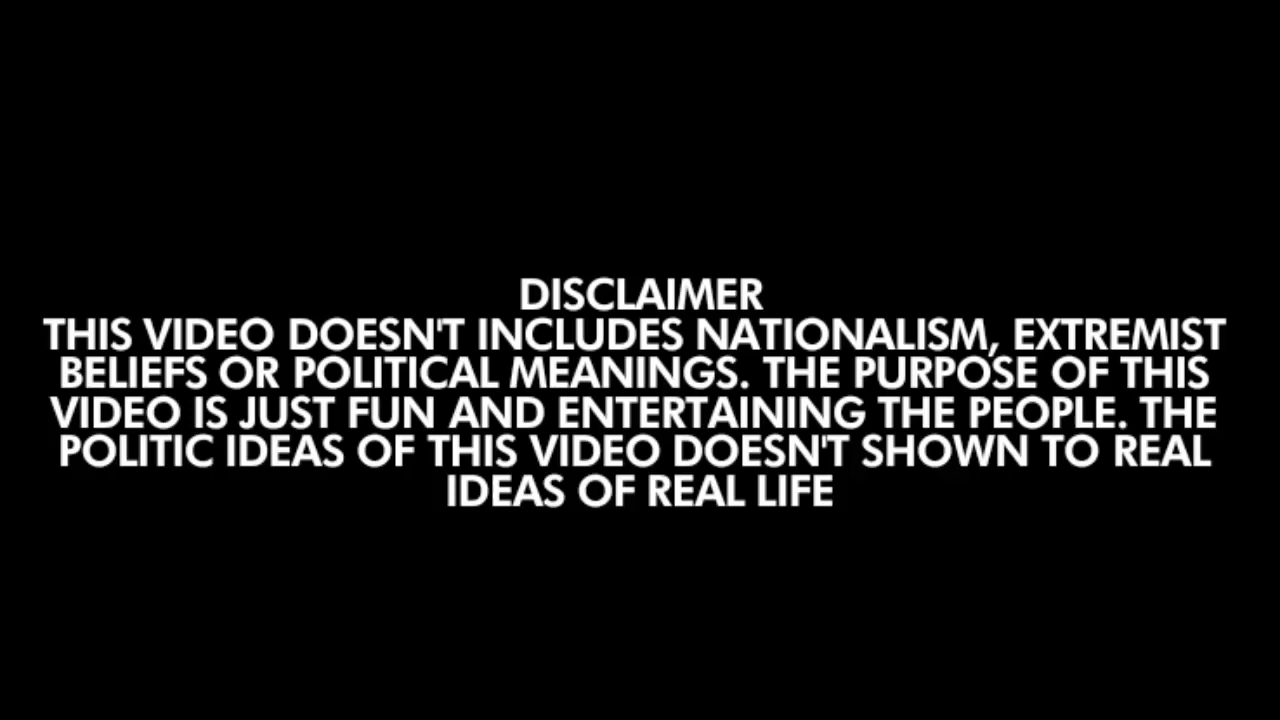 DISCLAIMER
THIS VIDEO DOESN'T INCLUDES NATIONALISM, EXTREMIST
BELIEFS OR POLITICAL MEANINGS. THE PURPOSE OF THIS
VIDEO IS JUST FUN AND ENTERTAINING THE PEOPLE. THE
POLITIC IDEAS OF THIS VIDEO DOESN'T SHOWN TO REAL
IDEAS OF REAL LIFE